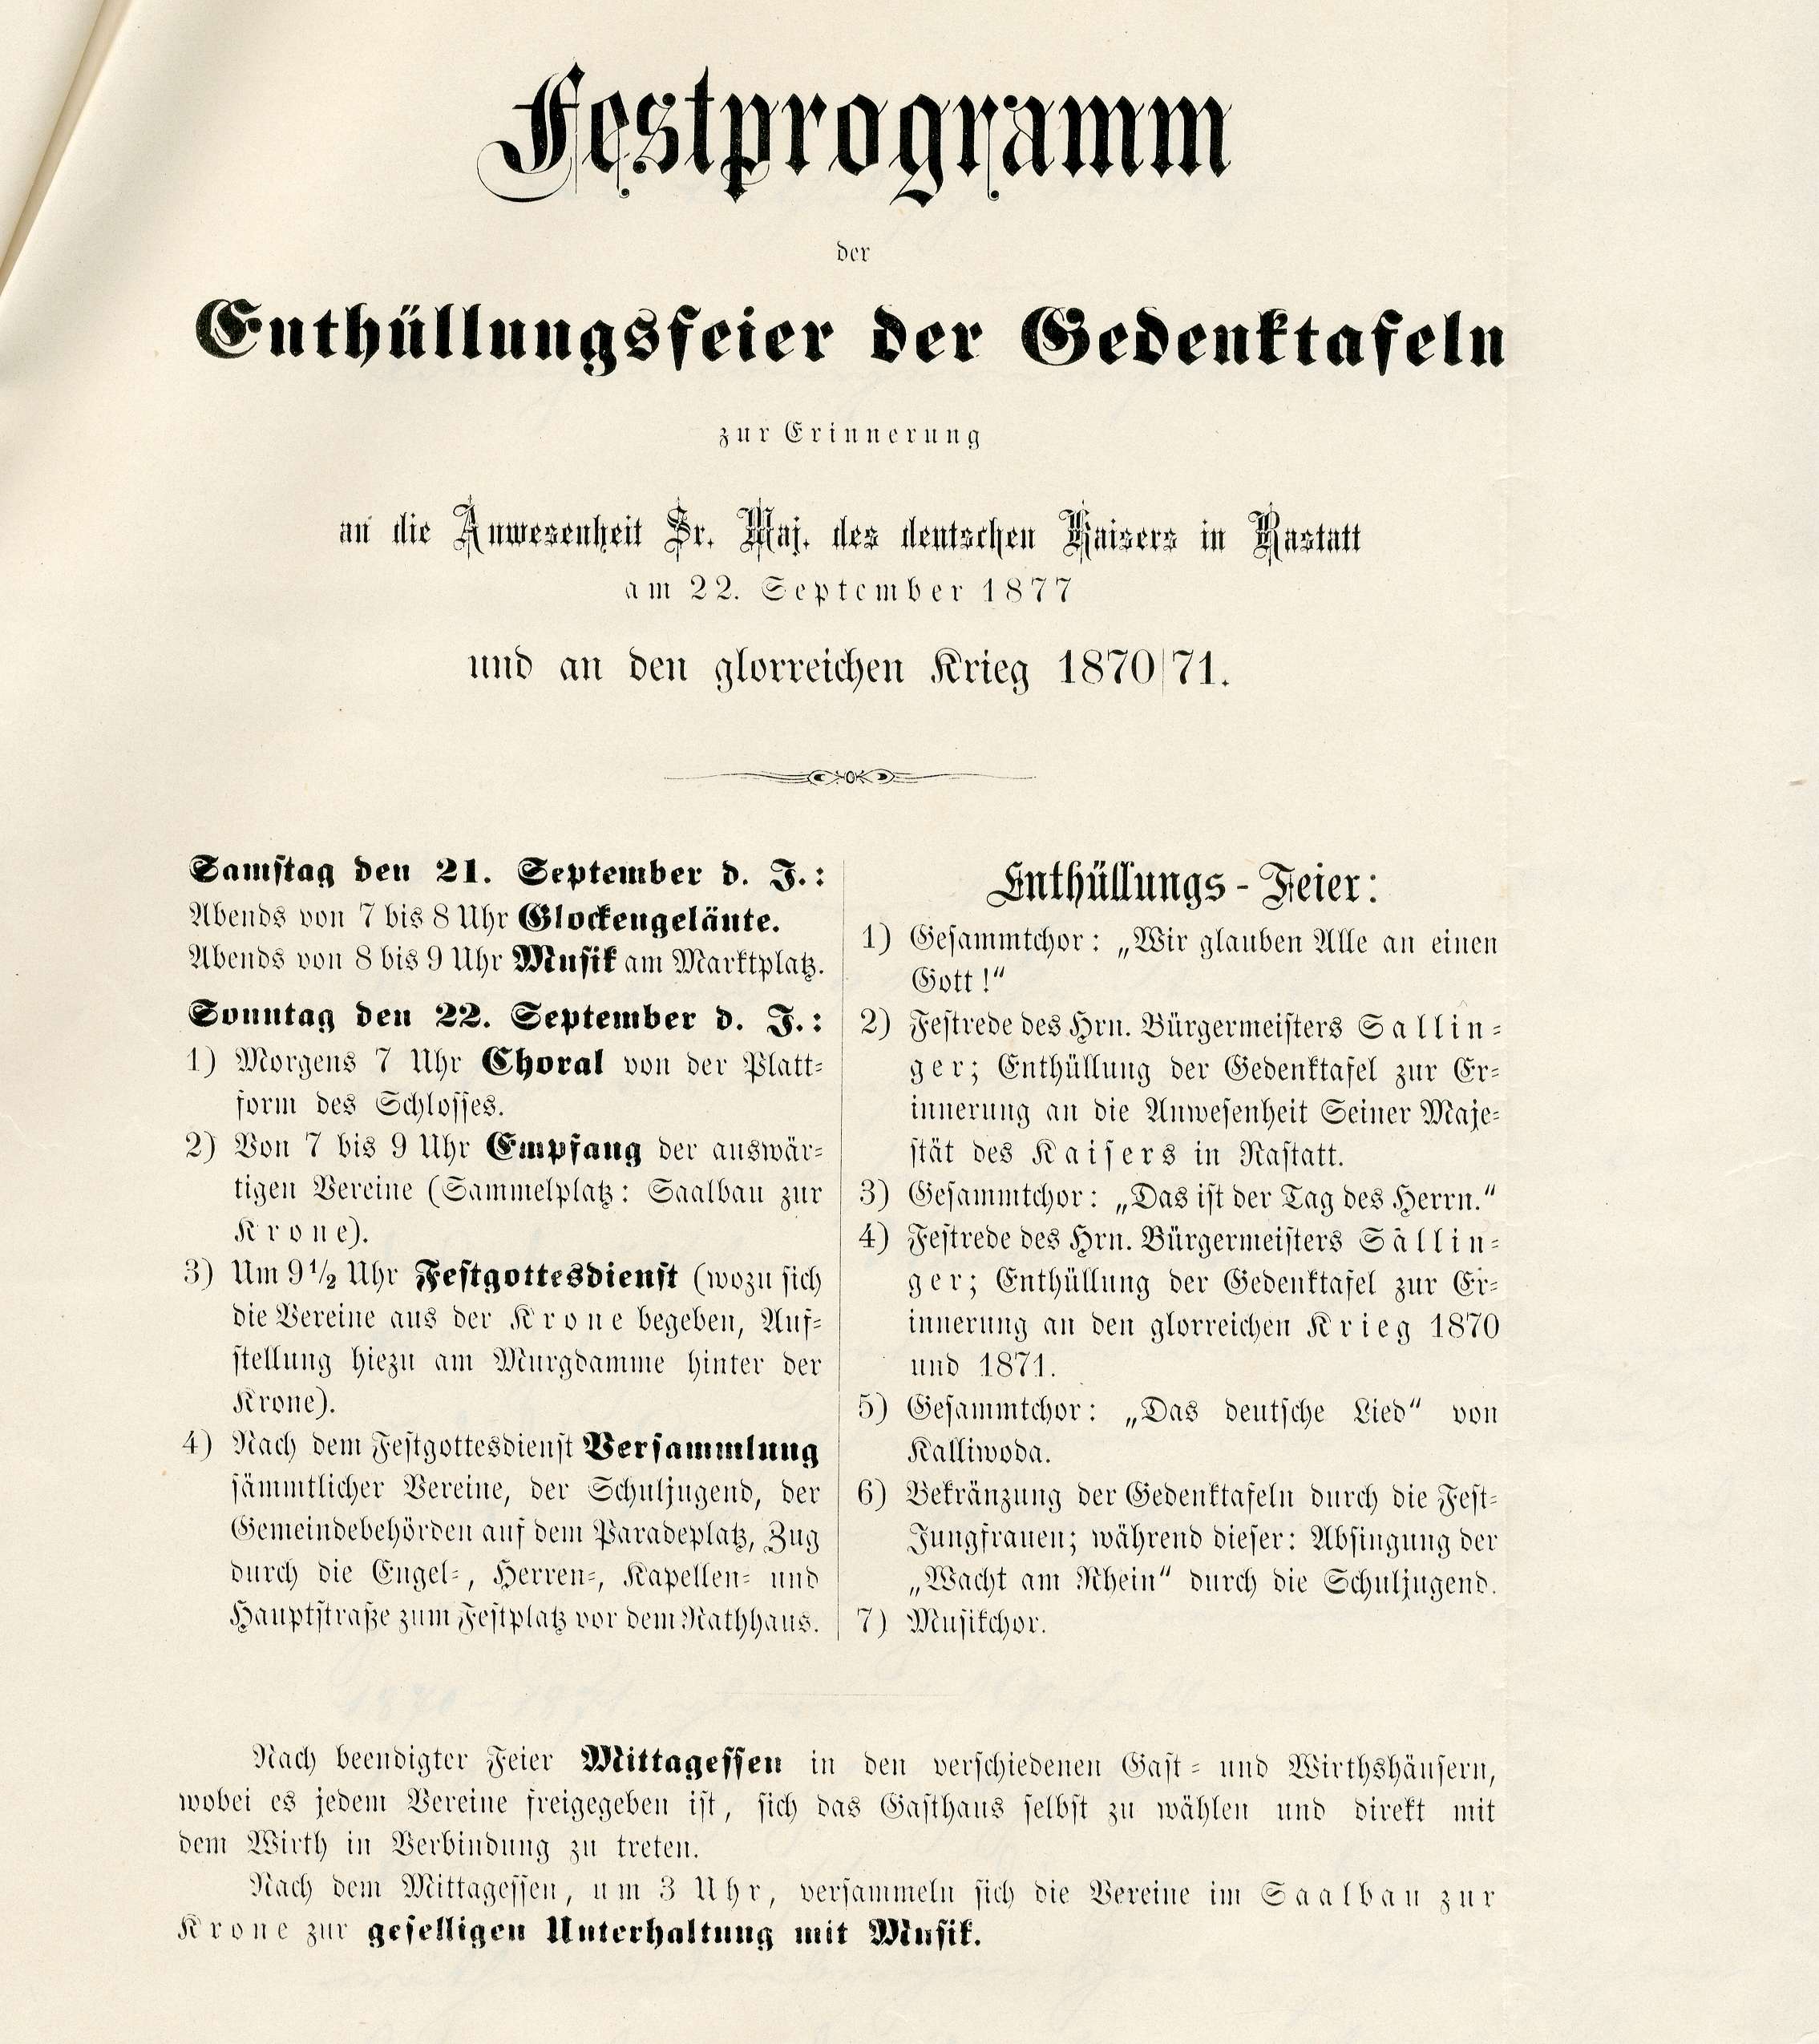 Festprogramm
der
Enthüllungsfeier der Gedenktafeln
zur Erinnerung
an die Anwesenheit Sr. Maj. des deutschen Kaisers in Rastatt
am 22. September 1877
und an den glorreichen Krieg 1870/71.
Samstag den 21. September d. J.:
Abends von 7 bis 8 Uhr Glockengeläute.
Abends von 8 bis 9 Uhr Musik am Marktplatz.
Sonntag den 22. September d. J.:
1) Morgens 7 Uhr Choral von der Platt-
form des Schlosses.
2) Von 7 bis 9 Uhr Empfang der auswär-
tigen Vereine (Sammelplatz: Saalbau zur
Krone).
3) Um 9½ Uhr Festgottesdienst (wozu sich
die Vereine aus der Krone begeben, Auf-
stellung hiezu am Murgdamme hinter der
Krone).
4) Nach dem Festgottesdienst Versammlung
sämmtlicher Vereine, der Schuljugend, der
Gemeindebehörden auf dem Paradeplatz, Zug
durch die Engel-, Herren-, Kapellen- und
Hauptstraße zum Festplatz vor dem Rathhaus.
Enthüllungs-Feier:
1) Gesammtchor: „Wir glauben Alle an einen
Gott!“
2) Festrede des Hrn. Bürgermeisters Sallin-
ger; Enthüllung der Gedenktafel zur Er-
innerung an die Anwesenheit Seiner Maje-
stät des Kaisers in Rastatt.
3) Gesammtchor: „Das ist der Tag des Herrn.“
4) Festrede des Hrn. Bürgermeisters Sallin-
ger; Enthüllung der Gedenktafel zur Er-
innerung an den glorreichen Krieg 1870
und 1871.
5) Gesammtchor: „Das deutsche Lied“ von
Kalliwoda.
6) Bekränzung der Gedenktafeln durch die Fest-
Jungfrauen; während dieser: Absingung der
„Wacht am Rhein“ durch die Schuljugend.
7) Musikchor.
Nach beendigter Feier Mittagessen in den verschiedenen Gast- und Wirthshäusern,
wobei es jedem Vereine freigegeben ist, sich das Gasthaus selbst zu wählen und direkt mit
dem Wirth in Verbindung zu treten.
Nach dem Mittagessen, um 3 Uhr, versammeln sich die Vereine im Saalbau zur
Krone zur geselligen Unterhaltung mit Musik.